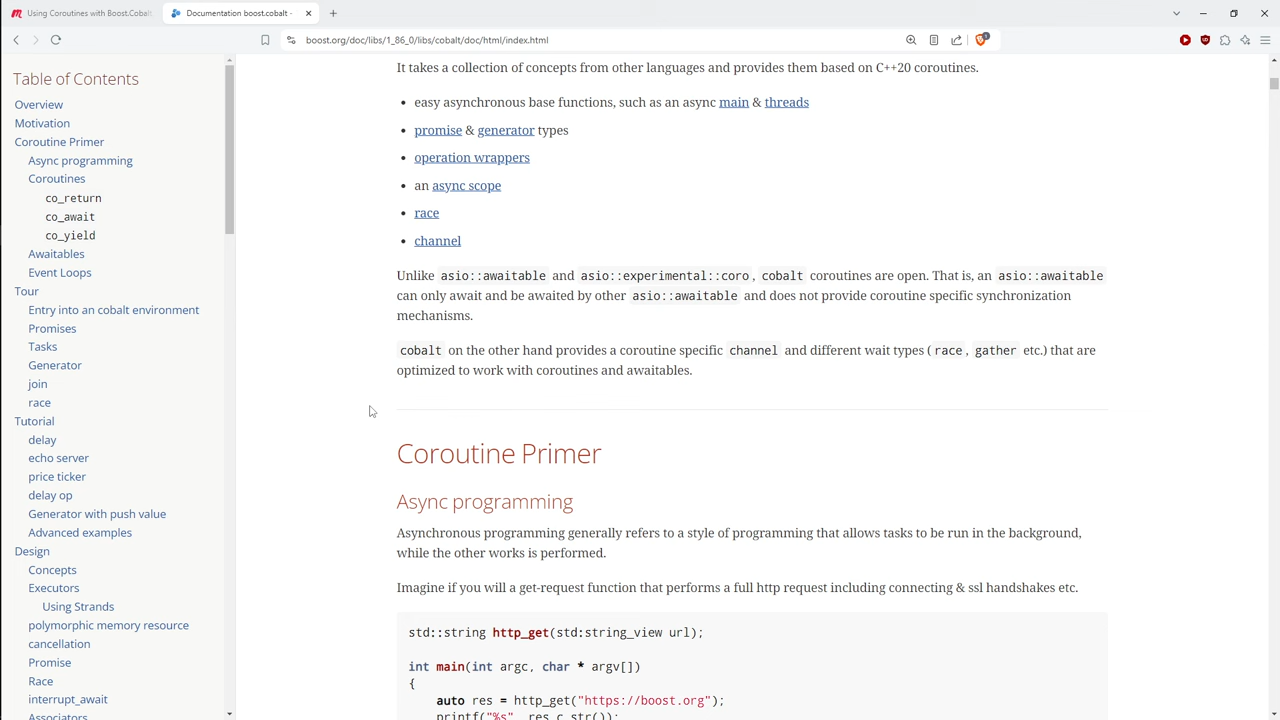 Using Coroutines with Boost.Cobalt
Documentation boost.cobalt -
boost.org/doc/libs/1_86_0/libs/cobalt/doc/html/index.html
Table of Contents
Overview
Motivation
Coroutine Primer
Async programming
Coroutines
co_return
co_await
co_yield
Awaitables
Event Loops
Tour
Entry into an cobalt environment
Promises
Tasks
Generator
join
race
Tutorial
delay
echo server
price ticker
delay op
Generator with push value
Advanced examples
Design
Concepts
Executors
Using Strands
polymorphic memory resource
cancellation
Promise
Race
interrupt_await
Associators
It takes a collection of concepts from other languages and provides them based on C++20 coroutines.
• easy asynchronous base functions, such as an async main & threads
• promise & generator types
• operation wrappers
• an async scope
• race
• channel
Unlike asio::awaitable and asio::experimental::coro, cobalt coroutines are open. That is, an asio::awaitable
can only await and be awaited by other asio::awaitable and does not provide coroutine specific synchronization
mechanisms.
cobalt on the other hand provides a coroutine specific channel and different wait types ( race, gather etc.) that are
optimized to work with coroutines and awaitables.
Coroutine Primer
Async programming
Asynchronous programming generally refers to a style of programming that allows tasks to be run in the background,
while the other works is performed.
Imagine if you will a get-request function that performs a full http request including connecting & ssl handshakes etc.
std::string http_get(std:string_view url);
int main(int argc, char * argv[])
{
auto res = http_get("https://boost.org");
printf("%s", res.c_str());